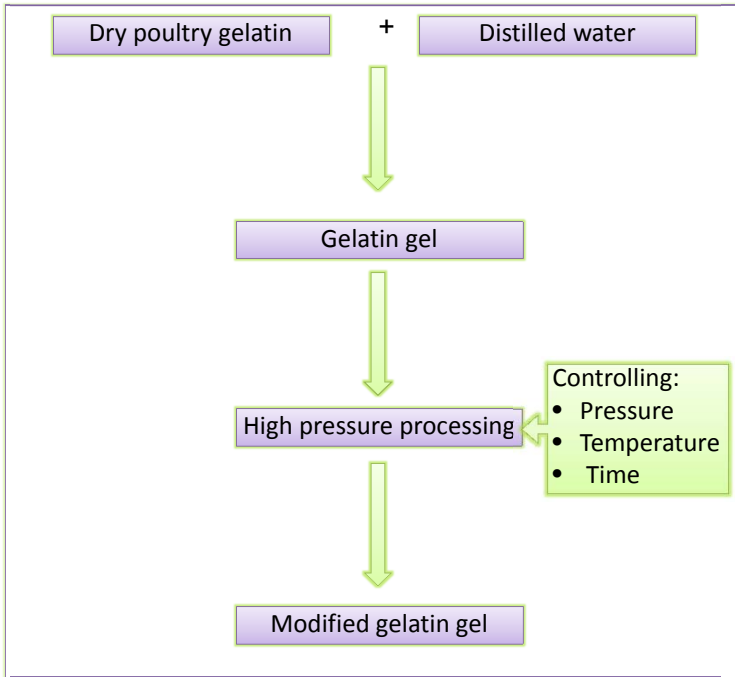 Dry poultry gelatin + Distilled water
Gelatin gel
Controlling:
• Pressure
High pressure processing
• Temperature
• Time
Modified gelatin gel